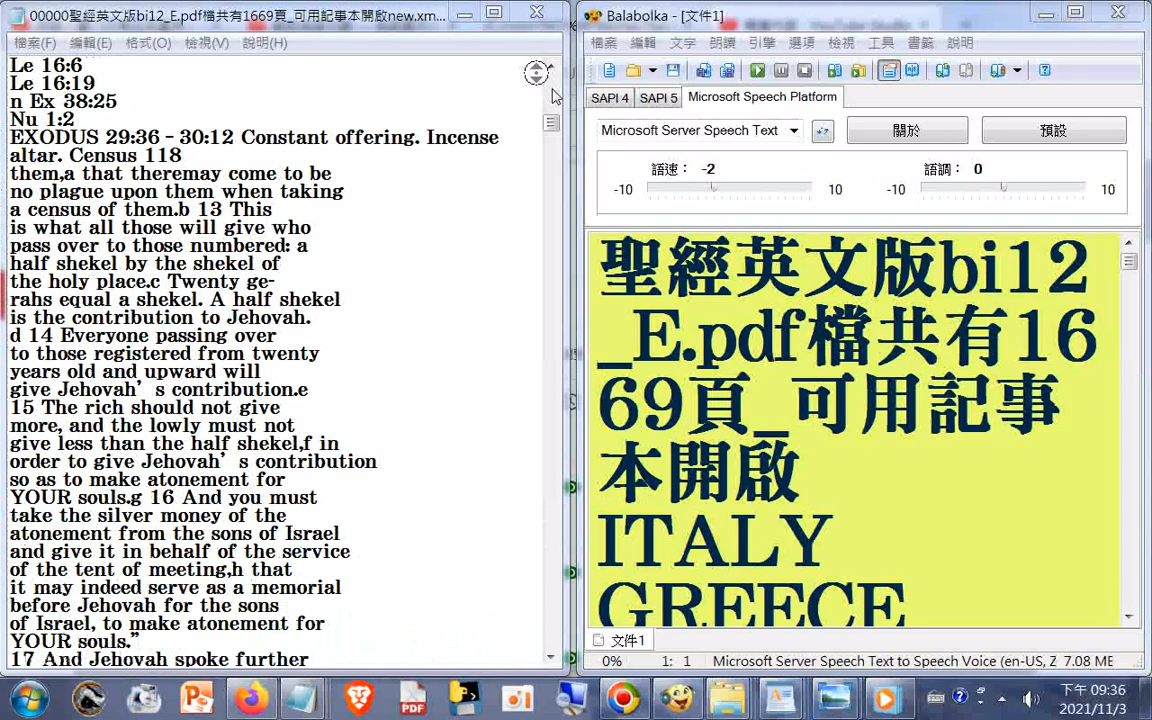 00000聖經英文版bi12_E.pdf檔共有1669頁_可用記事本開啟new.xm...
檔案(F) 編輯(E) 格式(O) 檢視(V) 說明(H)
Le 16:6
Le 16:19
n Ex 38:25
Nu 1:2
EXODUS 29:36 – 30:12 Constant offering. Incense
altar. Census 118
them,a that theremay come to be
no plague upon them when taking
a census of them.b 13 This
is what all those will give who
pass over to those numbered: a
half shekel by the shekel of
the holy place.c Twenty ge-
rahs equal a shekel. A half shekel
is the contribution to Jehovah.
d 14 Everyone passing over
to those registered from twenty
years old and upward will
give Jehovah’s contribution.e
15 The rich should not give
more, and the lowly must not
give less than the half shekel,f in
order to give Jehovah’s contribution
so as to make atonement for
YOUR souls.g 16 And you must
take the silver money of the
atonement from the sons of Israel
and give it in behalf of the service
of the tent of meeting,h that
it may indeed serve as a memorial
before Jehovah for the sons
of Israel, to make atonement for
YOUR souls.”
17 And Jehovah spoke further
Balabolka - [文件1]
檔案 編輯 文字 朗讀 引擎 選項 檢視 工具 書籤 說明
SAPI 4 SAPI 5 Microsoft Speech Platform
Microsoft Server Speech Text 關於 預設
語速： -2 語調： 0
-10 10 -10 10
聖經英文版bi12
_E.pdf檔共有16
69頁_可用記事
本開啟
ITALY
GREECE
文件1
0% 1: 1 Microsoft Server Speech Text to Speech Voice (en-US, Z 7.08 ME
PDF
下午 09:36
2021/11/3